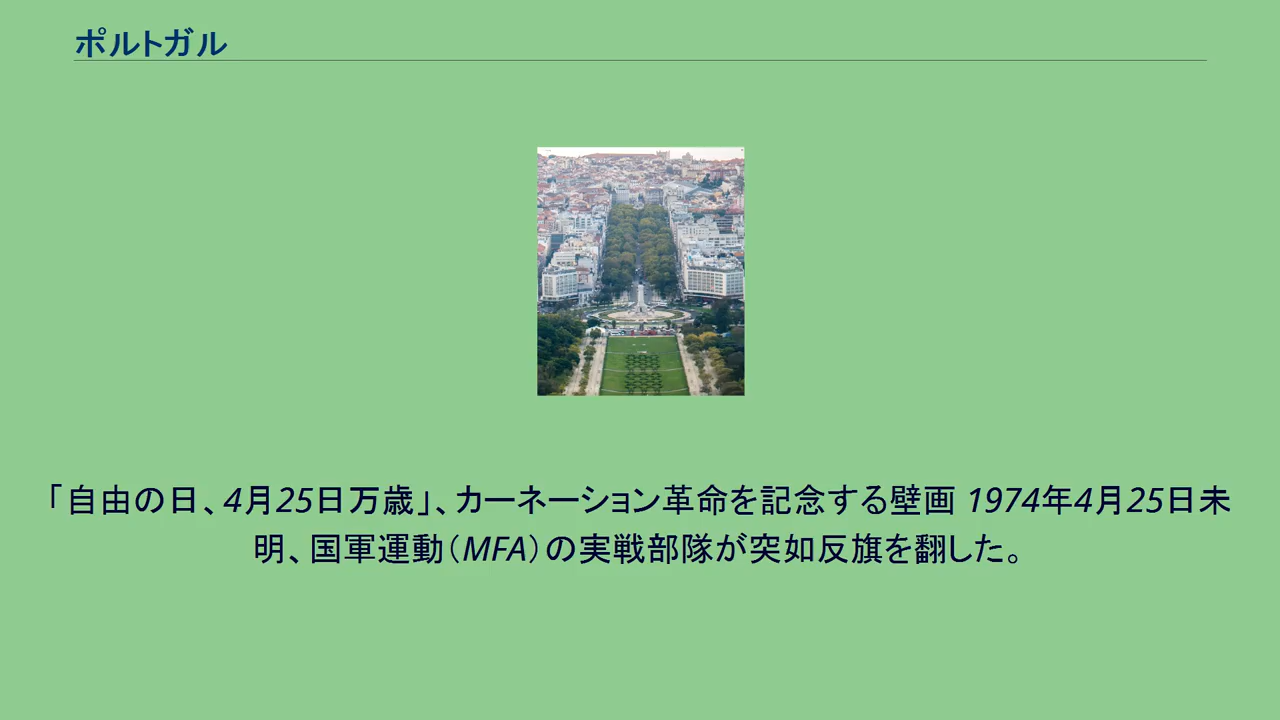 ポルトガル
「自由の日、4月25日万歳」、カーネーション革命を記念する壁画 1974年4月25日未
明、国軍運動（MFA）の実戦部隊が突如反旗を翻した。